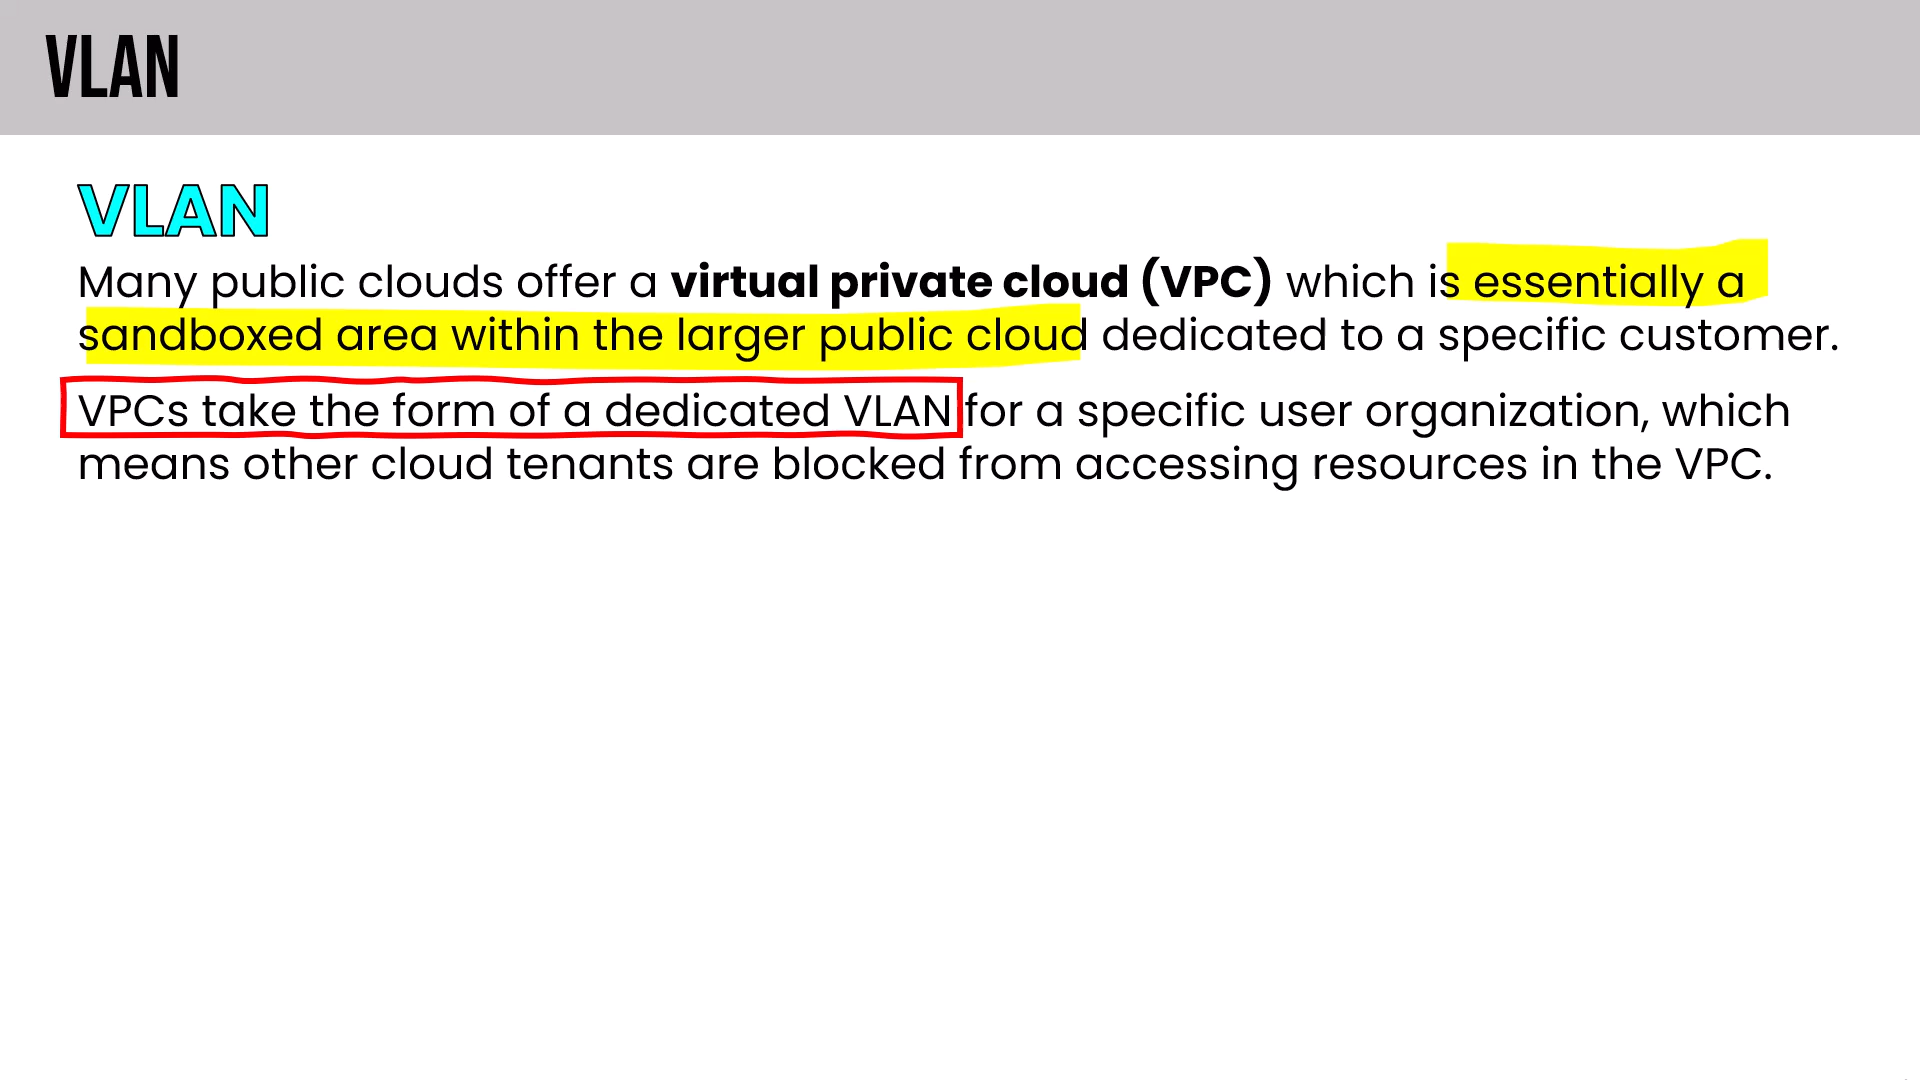 VLAN
VLAN
Many public clouds offer a virtual private cloud (VPC) which is essentially a
sandboxed area within the larger public cloud dedicated to a specific customer.
VPCs take the form of a dedicated VLAN for a specific user organization, which
means other cloud tenants are blocked from accessing resources in the VPC.